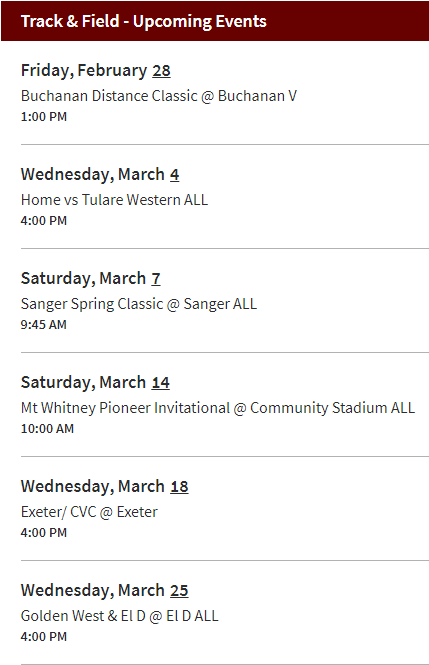 Track & Field - Upcoming Events
Friday, February 28
Buchanan Distance Classic @ Buchanan V
1:00 PM
Wednesday, March 4
Home vs Tulare Western ALL
4:00 PM
Saturday, March 7
Sanger Spring Classic @ Sanger ALL
9:45 AM
Saturday, March 14
Mt Whitney Pioneer Invitational @ Community Stadium ALL
10:00 AM
Wednesday, March 18
Exeter/ CVC @ Exeter
4:00 PM
Wednesday, March 25
Golden West & El D @ El D ALL
4:00 PM